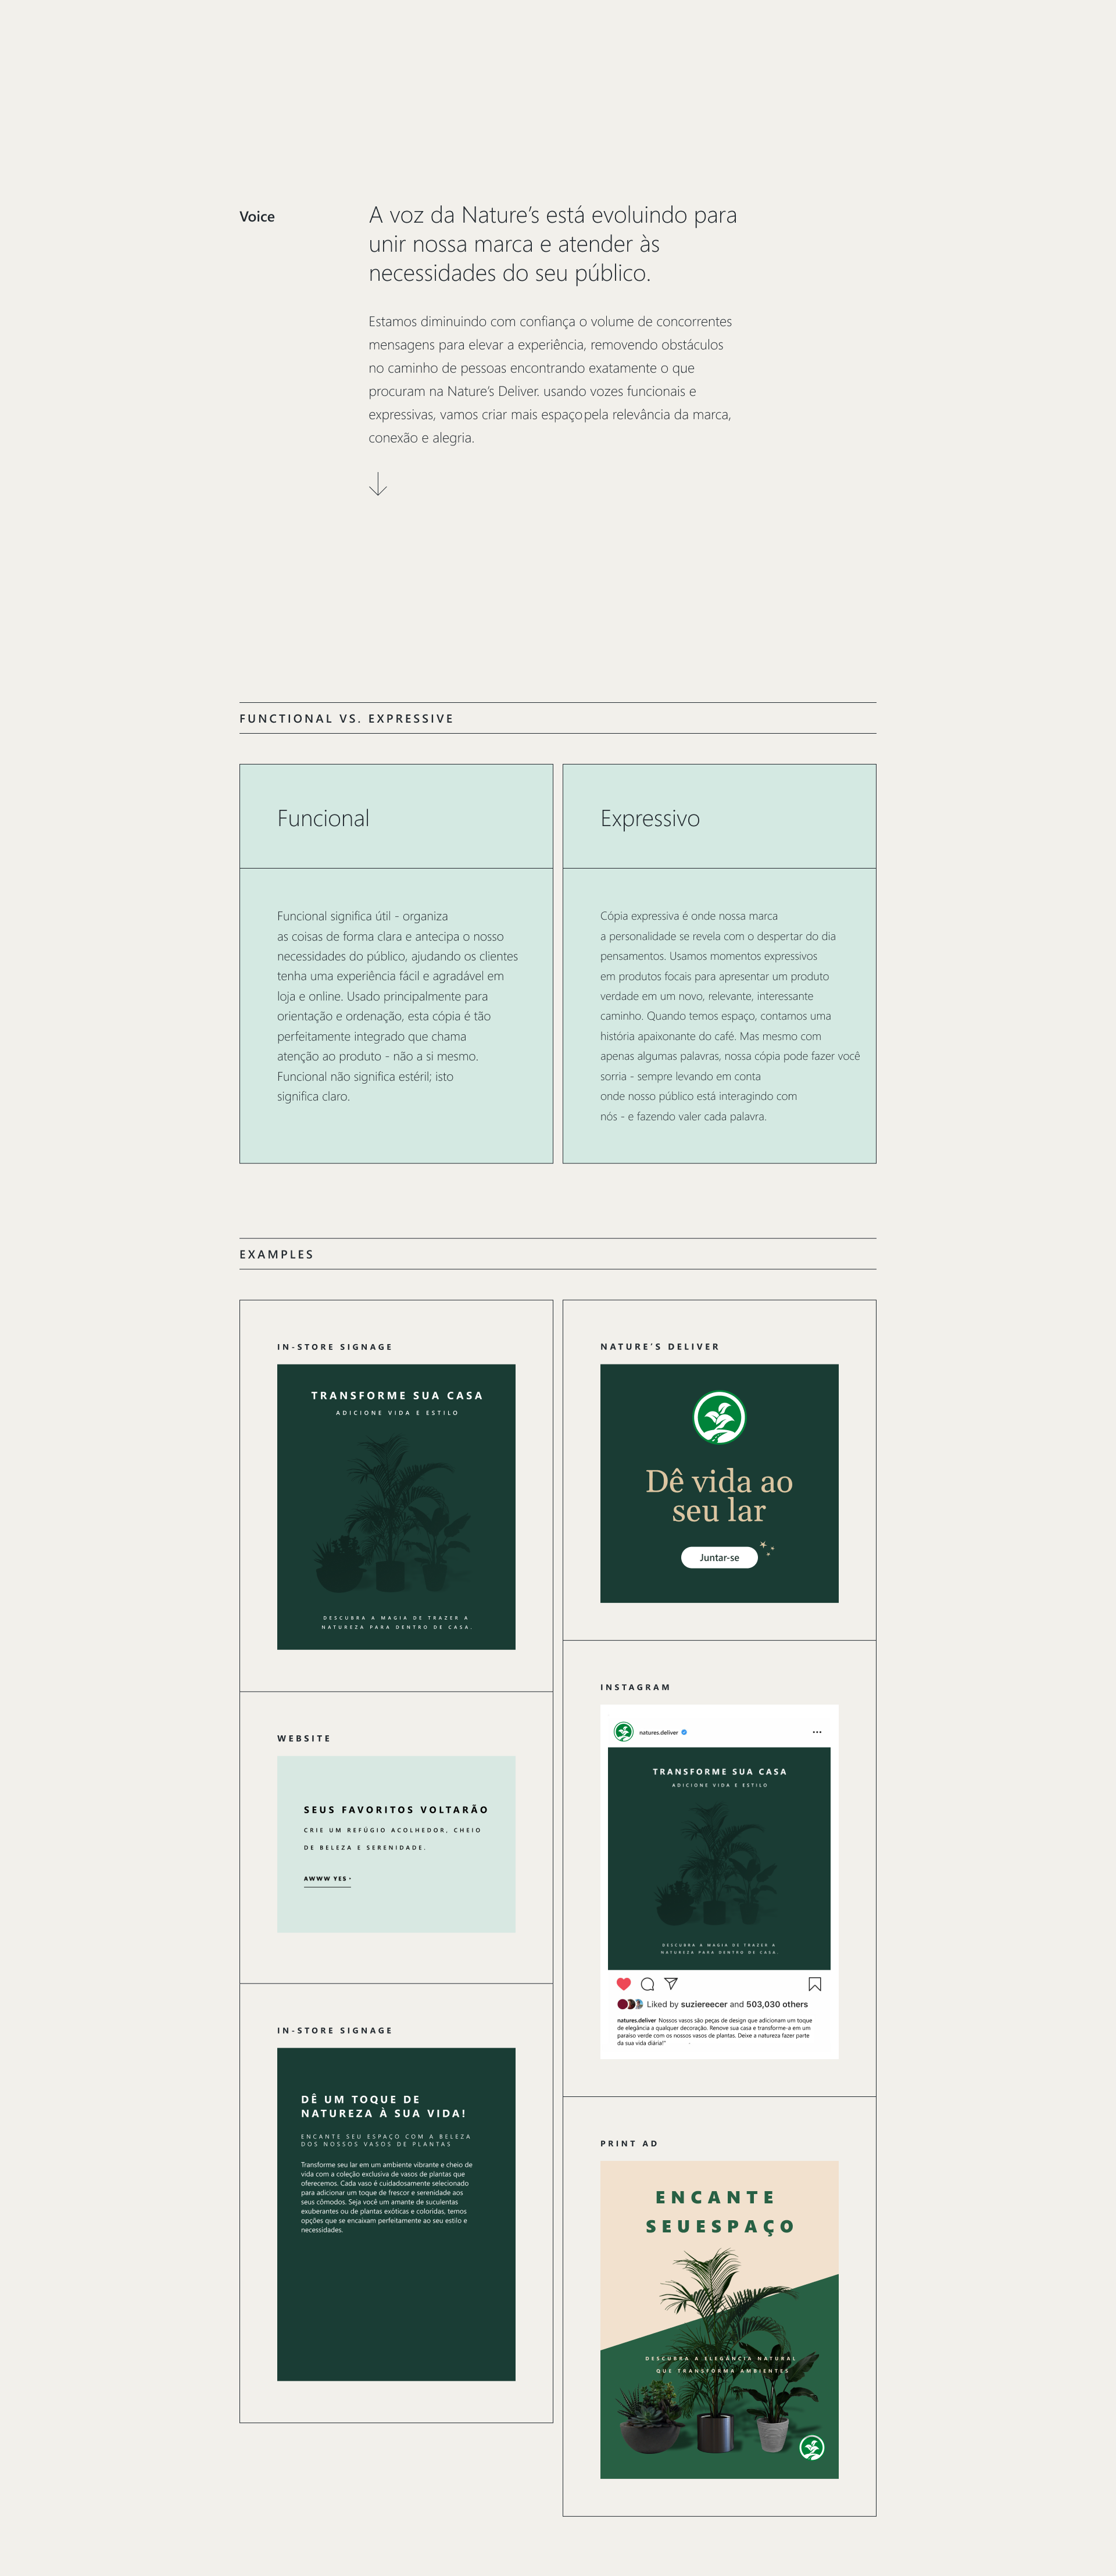 Voice
A voz da Nature’s está evoluindo para
unir nossa marca e atender às
necessidades do seu público.
Estamos diminuindo com confiança o volume de concorrentes
mensagens para elevar a experiência, removendo obstáculos
no caminho de pessoas encontrando exatamente o que
procuram na Nature’s Deliver. usando vozes funcionais e
expressivas, vamos criar mais espaço pela relevância da marca,
conexão e alegria.
FUNCTIONAL VS. EXPRESSIVE
Funcional
Funcional significa útil - organiza
as coisas de forma clara e antecipa o nosso
necessidades do público, ajudando os clientes
tenha uma experiência fácil e agradável em
loja e online. Usado principalmente para
orientação e ordenação, esta cópia é tão
perfeitamente integrado que chama
atenção ao produto - não a si mesmo.
Funcional não significa estéril; isto
significa claro.
Expressivo
Cópia expressiva é onde nossa marca
a personalidade se revela com o despertar do dia
pensamentos. Usamos momentos expressivos
em produtos focais para apresentar um produto
verdade em um novo, relevante, interessante
caminho. Quando temos espaço, contamos uma
história apaixonante do café. Mas mesmo com
apenas algumas palavras, nossa cópia pode fazer você
sorria - sempre levando em conta
onde nosso público está interagindo com
nós - e fazendo valer cada palavra.
EXAMPLES
IN-STORE SIGNAGE
TRANSFORME SUA CASA
ADICIONE VIDA E ESTILO
DESCUBRA A MAGIA DE TRAZER A
NATUREZA PARA DENTRO DE CASA.
WEBSITE
SEUS FAVORITOS VOLTARÃO
CRIE UM REFÚGIO ACOLHEDOR, CHEIO
DE BELEZA E SERENIDADE.
AWWW YES
IN-STORE SIGNAGE
DÊ UM TOQUE DE
NATUREZA À SUA VIDA!
ENCANTE SEU ESPAÇO COM A BELEZA
DOS NOSSOS VASOS DE PLANTAS
Transforme seu lar em um ambiente vibrante e cheio de
vida com a coleção exclusiva de vasos de plantas que
oferecemos. Cada vaso é cuidadosamente selecionado
para adicionar um toque de frescor e serenidade aos
seus cômodos. Seja você um amante de suculentas
exuberantes ou de plantas exóticas e coloridas, temos
opções que se encaixam perfeitamente ao seu estilo e
necessidades.
NATURE’S DELIVER
Dê vida ao
seu lar
Juntar-se
INSTAGRAM
natures.deliver
TRANSFORME SUA CASA
ADICIONE VIDA E ESTILO
DESCUBRA A MAGIA DE TRAZER A
NATUREZA PARA DENTRO DE CASA.
Liked by suziereecer and 503,030 others
natures.deliver Nossos vasos são peças de design que adicionam um toque
de elegância a qualquer decoração. Renove sua casa e transforme-a em um
paraíso verde com os nossos vasos de plantas. Deixe a natureza fazer parte
da sua vida diária!"
PRINT AD
ENCANTE
SEUESPAÇO
DESCUBRA A ELEGÂNCIA NATURAL
QUE TRANSFORMA AMBIENTES